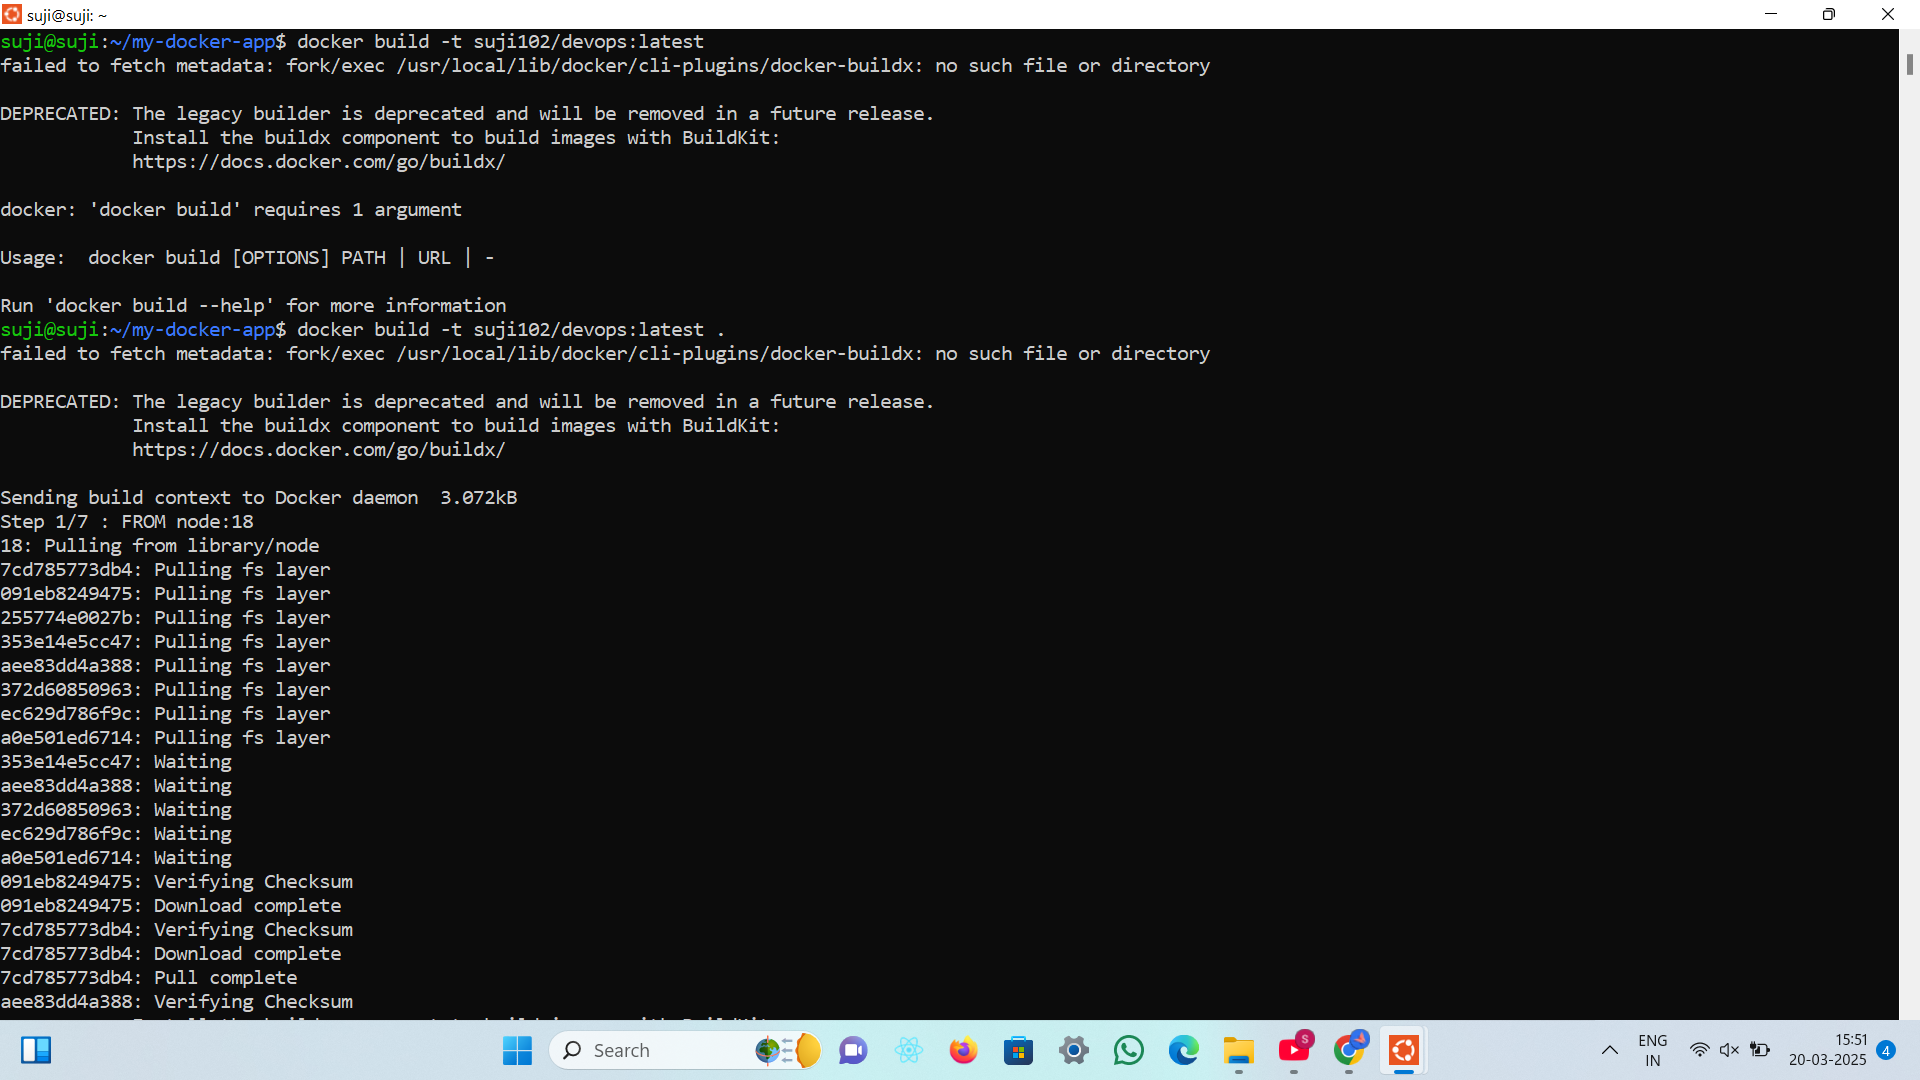 suji@suji: ~
suji@suji:~/my-docker-app$ docker build -t suji102/devops:latest
failed to fetch metadata: fork/exec /usr/local/lib/docker/cli-plugins/docker-buildx: no such file or directory
DEPRECATED: The legacy builder is deprecated and will be removed in a future release.
Install the buildx component to build images with BuildKit:
https://docs.docker.com/go/buildx/
docker: 'docker build' requires 1 argument
Usage:  docker build [OPTIONS] PATH | URL | -
Run 'docker build --help' for more information
suji@suji:~/my-docker-app$ docker build -t suji102/devops:latest .
failed to fetch metadata: fork/exec /usr/local/lib/docker/cli-plugins/docker-buildx: no such file or directory
DEPRECATED: The legacy builder is deprecated and will be removed in a future release.
Install the buildx component to build images with BuildKit:
https://docs.docker.com/go/buildx/
Sending build context to Docker daemon  3.072kB
Step 1/7 : FROM node:18
18: Pulling from library/node
7cd785773db4: Pulling fs layer
091eb8249475: Pulling fs layer
255774e0027b: Pulling fs layer
353e14e5cc47: Pulling fs layer
aee83dd4a388: Pulling fs layer
372d60850963: Pulling fs layer
ec629d786f9c: Pulling fs layer
a0e501ed6714: Pulling fs layer
353e14e5cc47: Waiting
aee83dd4a388: Waiting
372d60850963: Waiting
ec629d786f9c: Waiting
a0e501ed6714: Waiting
091eb8249475: Verifying Checksum
091eb8249475: Download complete
7cd785773db4: Verifying Checksum
7cd785773db4: Download complete
7cd785773db4: Pull complete
aee83dd4a388: Verifying Checksum
Search
S
ENG
IN
15:51
20-03-2025
4